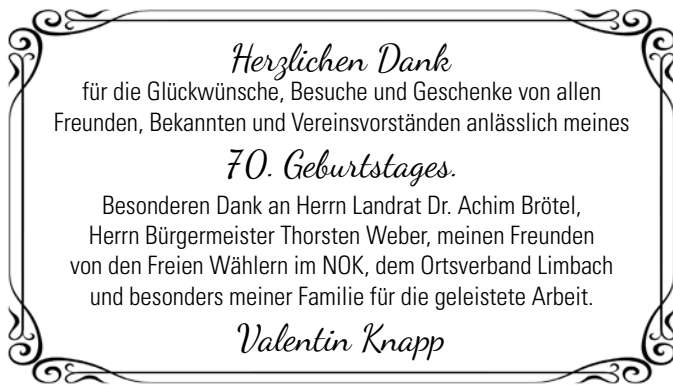 Herzlichen Dank
für die Glückwünsche, Besuche und Geschenke von allen
Freunden, Bekannten und Vereinsvorständen anlässlich meines
70. Geburtstages.
Besonderen Dank an Herrn Landrat Dr. Achim Brötel,
Herrn Bürgermeister Thorsten Weber, meinen Freunden
von den Freien Wählern im NOK, dem Ortsverband Limbach
und besonders meiner Familie für die geleistete Arbeit.
Valentin Knapp